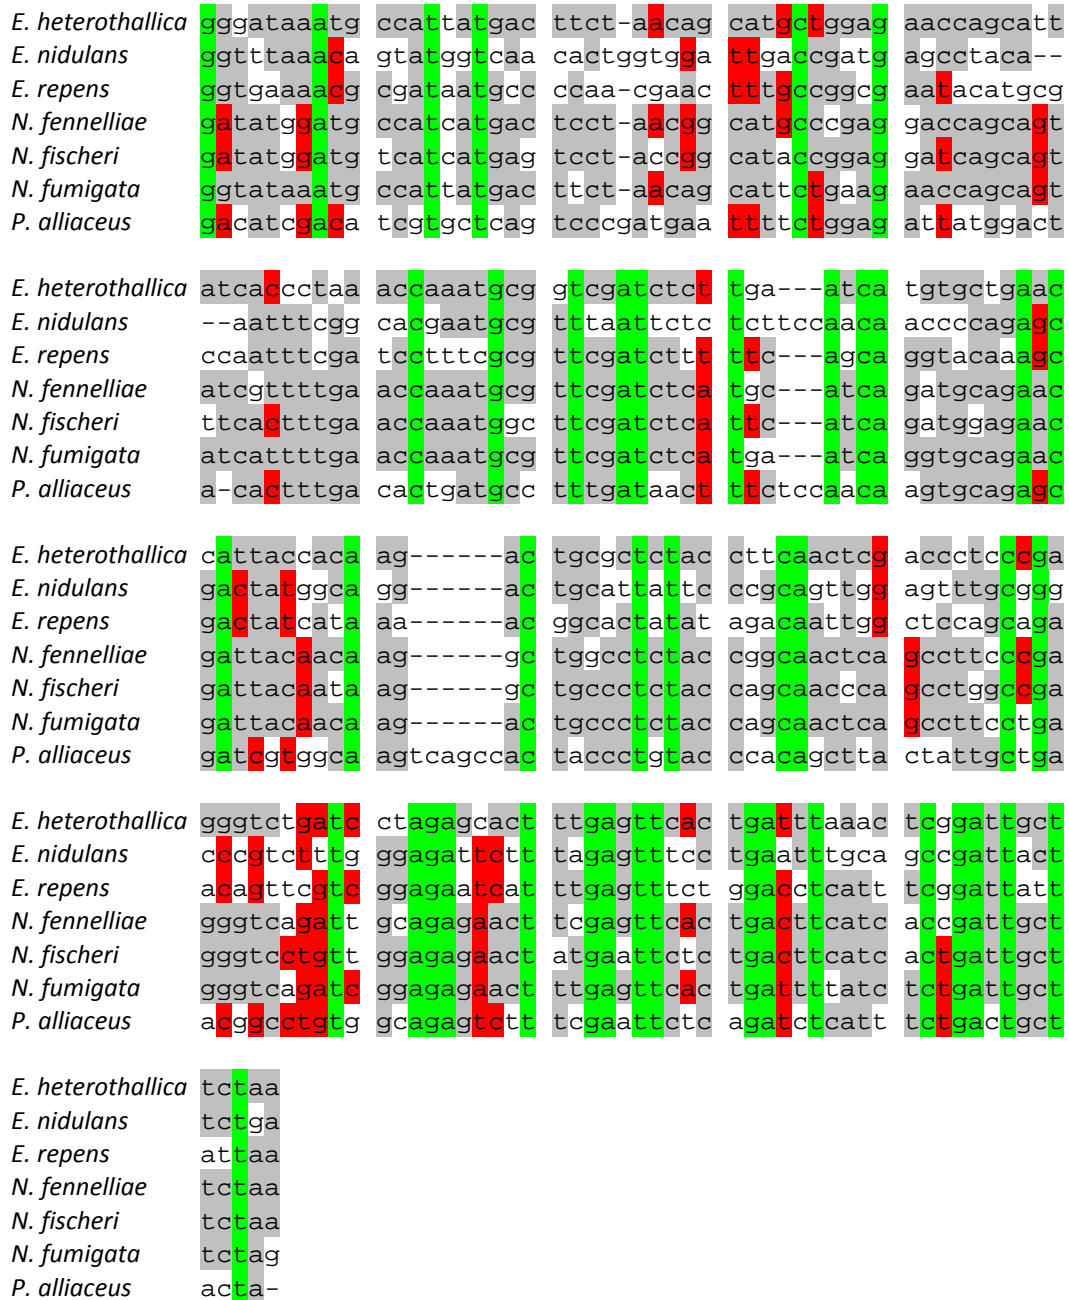 E. heterothallica gggataaatg ccattatgac ttct-aacag catgctggag aaccagcatt
E. nidulans ggtttaaaca gtatggtcaa cactggtgga ttgaccgatg agcctaca--
E. repens ggtgaaaacg cgataatgcc ccaa-cgaac tttgccggcg aatacatgcg
N. fennelliae gatatggatg ccatcatgac tcct-aacgg catgcccgag gaccagcagt
N. fischeri gatatggatg tcatcatgag tcct-accgg cataccggag gatcagcagt
N. fumigata ggtataaatg ccattatgac ttct-aacag cattctgaag aaccagcagt
P. alliaceus gacatcgaca tcgtgctcag tcccgatgaa ttttctggag attatggact
E. heterothallica atcaccctaa accaaatgcg gtcgatctct tga---atca tgtgctgaac
E. nidulans --aatttcgg cacgaatgcg tttaattctc tcttccaaca accccagagc
E. repens ccaatttcga tcctttcgcg ttcgatcttt ttc---agca ggtacaaagc
N. fennelliae atcgttttga accaaatgcg ttcgatctca tgc---atca gatgcagaac
N. fischeri ttcactttga accaaatggc ttcgatctca ttc---atca gatggagaac
N. fumigata atcattttga accaaatgcg ttcgatctca tga---atca ggtgcagaac
P. alliaceus a-cactttga cactgatgcc tttgataact ttctccaaca agtgcagagc
E. heterothallica cattaccaca ag------ac tgcgctctac cttcaactcg accctcccga
E. nidulans gactatggca gg------ac tgcattattc ccgcagttgg agtttgcggg
E. repens gactatcata aa------ac ggcactatat agacaattgg ctccagcaga
N. fennelliae gattacaaca ag------gc tggcctctac cggcaactca gccttcccga
N. fischeri gattacaata ag------gc tgccctctac cagcaaccca gcctggccga
N. fumigata gattacaaca ag------ac tgccctctac cagcaactca gccttcctga
P. alliaceus gatcgtggca agtcagccac taccctgtac ccacagctta ctattgctga
E. heterothallica gggtctgatc ctagagcact ttgagttcac tgatttaaac tcggattgct
E. nidulans cccgtctttg ggagattctt tagagtttcc tgaatttgca gccgattact
E. repens acagttcgtc ggagaatcat ttgagtttct ggacctcatt tcggattatt
N. fennelliae gggtcagatt gcagagaact tcgagttcac tgacttcatc accgattgct
N. fischeri gggtcctgtt ggagagaact atgaattctc tgacttcatc actgattgct
N. fumigata gggtcagatc ggagagaact ttgagttcac tgattttatc tctgattgct
P. alliaceus acggcctgtg gcagagtctt tcgaattctc agatctcatt tctgactgct
E. heterothallica tctaa
E. nidulans tctga
E. repens attaa
N. fennelliae tctaa
N. fischeri tctaa
N. fumigata tctag
P. alliaceus acta-